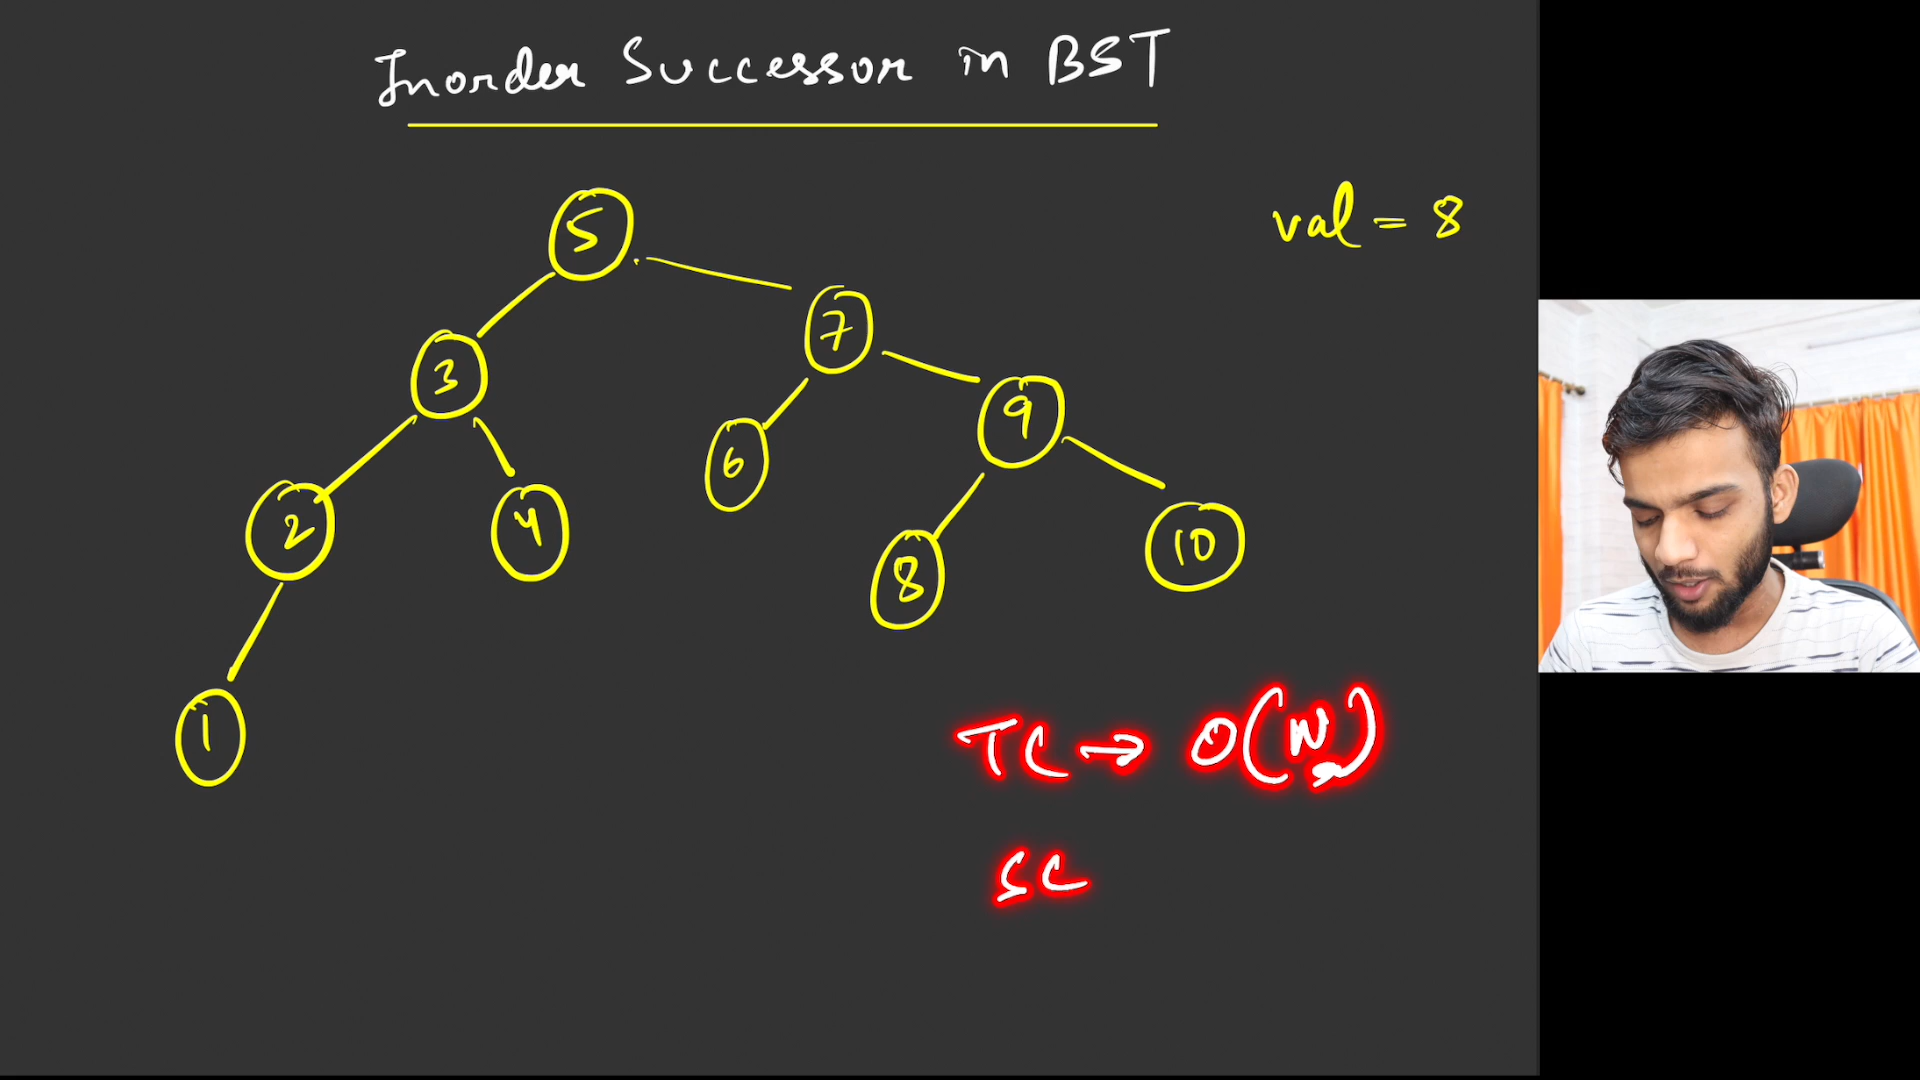 Inorder Successor in BST
val = 8
5
7
3
9
6
2
4
8
10
1
TC → O(N)
SC